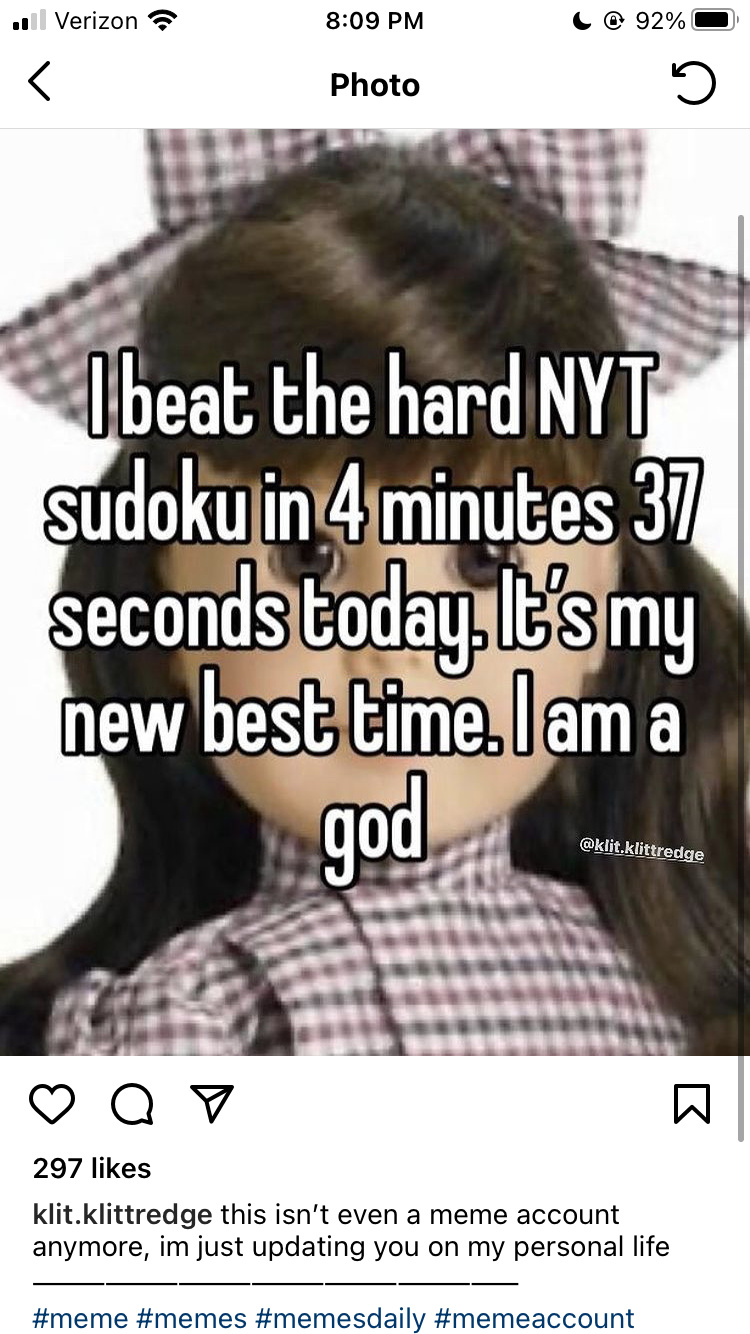 Verizon 8:09 PM 92%
Photo
I beat the hard NYT
sudoku in 4 minutes 37
seconds today. It's my
new best time. I am a
god
@klit.klittredge
297 likes
klit.klittredge this isn't even a meme account
anymore, im just updating you on my personal life
#meme #memes #memesdaily #memeaccount